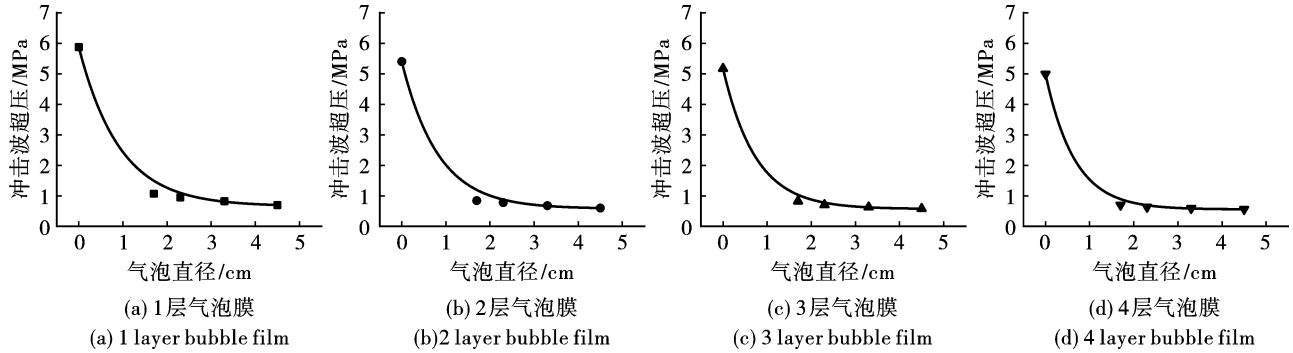 7
6
5
4
3
2
1
0
冲击波超压/MPa
0 1 2 3 4 5
气泡直径/cm
(a) 1层气泡膜
(a) 1 layer bubble film
7
6
5
4
3
2
1
0
冲击波超压/MPa
0 1 2 3 4 5
气泡直径/cm
(b) 2层气泡膜
(b)2 layer bubble film
7
6
5
4
3
2
1
0
冲击波超压/MPa
0 1 2 3 4 5
气泡直径/cm
(c) 3层气泡膜
(c) 3 layer bubble film
7
6
5
4
3
2
1
0
冲击波超压/MPa
0 1 2 3 4 5
气泡直径/cm
(d) 4层气泡膜
(d) 4 layer bubble film